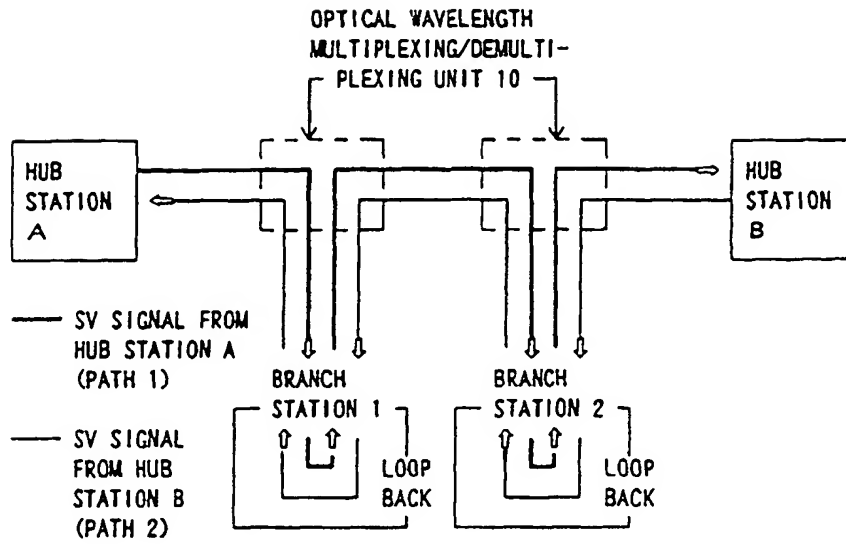 OPTICAL WAVELENGTH
MULTIPLEXING/DEMULTI-
PLEXING UNIT 10
HUB
STATION
A
HUB
STATION
B
SV SIGNAL FROM
HUB STATION A
(PATH 1)
SV SIGNAL
FROM HUB
STATION B
(PATH 2)
BRANCH
STATION 1
LOOP
BACK
BRANCH
STATION 2
LOOP
BACK